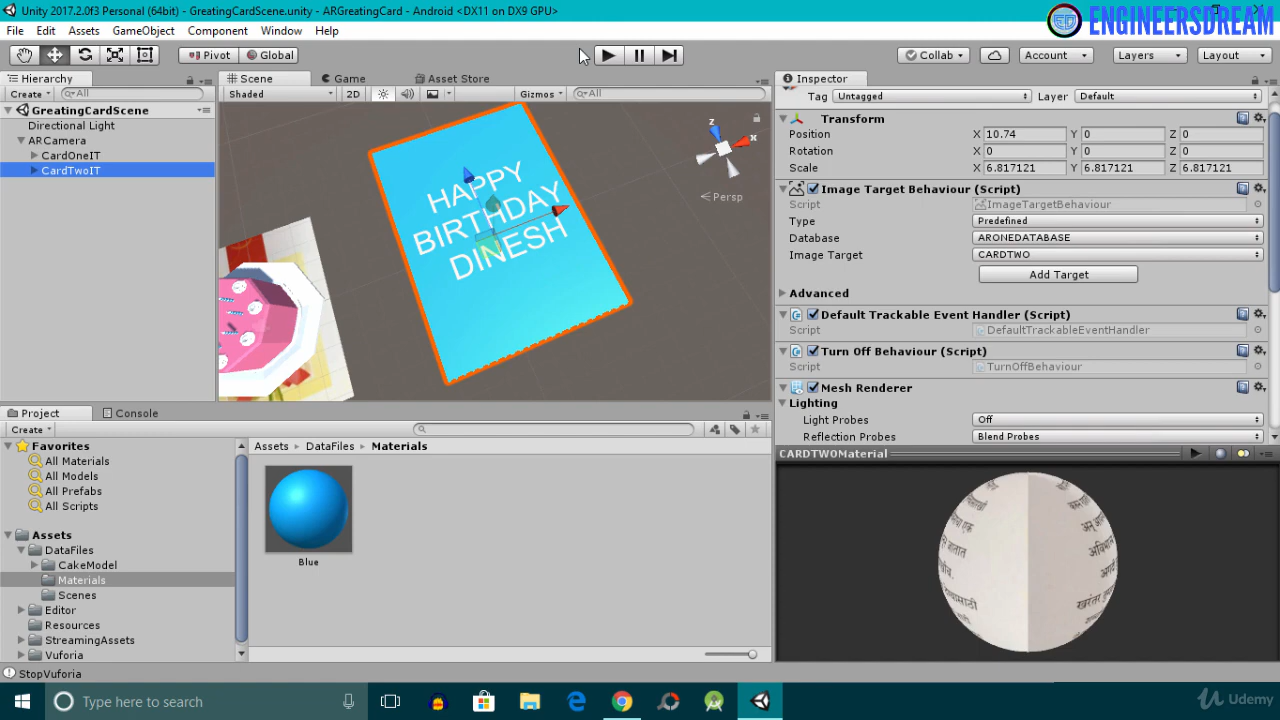 Unity 2017.2.0f3 Personal (64bit) - GreatingCardScene.unity - ARGreatingCard - Android <DX11 on DX9 GPU>
ENGINEERSDREAM
File Edit Assets GameObject Component Window Help
Pivot Global Collab Account Layers Layout
Hierarchy
Create All
GreatingCardScene
Directional Light
ARCamera
CardOneIT
CardTwoIT
Scene Game Asset Store
Shaded 2D Gizmos All
z x
Persp
HAPPY
BIRTHDAY
DINESH
Inspector
Tag Untagged Layer Default
Transform
Position X 10.74 Y 0 Z 0
Rotation X 0 Y 0 Z 0
Scale X 6.817121 Y 6.817121 Z 6.817121
Image Target Behaviour (Script)
Script ImageTargetBehaviour
Type Predefined
Database ARONEDATABASE
Image Target CARDTWO
Add Target
Advanced
Default Trackable Event Handler (Script)
Script DefaultTrackableEventHandler
Turn Off Behaviour (Script)
Script TurnOffBehaviour
Mesh Renderer
Lighting
Light Probes Off
Reflection Probes Blend Probes
CARDTWOMaterial
Project Console
Create
Favorites
All Materials
All Models
All Prefabs
All Scripts
Assets
DataFiles
CakeModel
Materials
Scenes
Editor
Resources
StreamingAssets
Vuforia
Assets DataFiles Materials
Blue
StopVuforia
Type here to search
Udemy